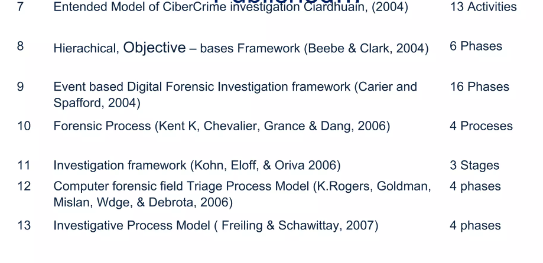 7 Entended Model of CiberCrime investigation Ciardhuain, (2004) 13 Activities
8 Hierachical, Objective – bases Framework (Beebe & Clark, 2004) 6 Phases
9 Event based Digital Forensic Investigation framework (Carier and 16 Phases
Spafford, 2004)
10 Forensic Process (Kent K, Chevalier, Grance & Dang, 2006) 4 Proceses
11 Investigation framework (Kohn, Eloff, & Oriva 2006) 3 Stages
12 Computer forensic field Triage Process Model (K.Rogers, Goldman, 4 phases
Mislan, Wdge, & Debrota, 2006)
13 Investigative Process Model ( Freiling & Schawittay, 2007) 4 phases